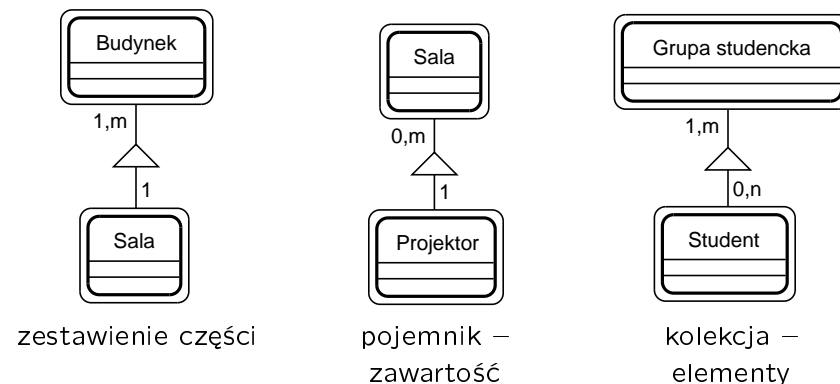 Budynek
1,m
1
Sala
zestawienie części
Sala
0,m
1
Projektor
pojemnik –
zawartość
Grupa studencka
1,m
0,n
Student
kolekcja –
elementy